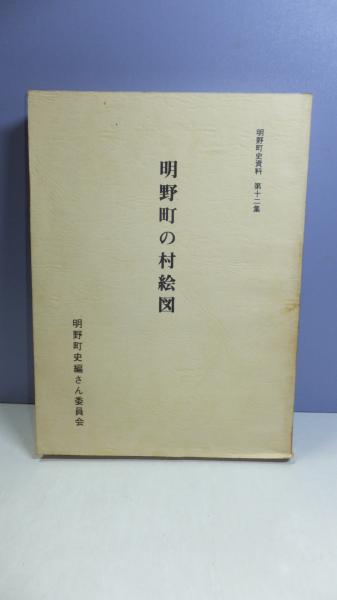 明野町史資料　第十二集
明野町の村絵図
明野町史編さん委員会